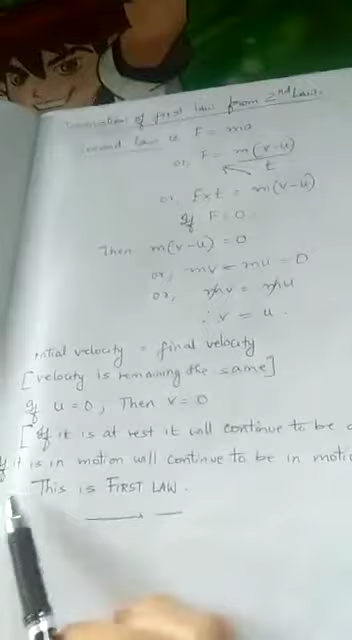 Derivation of first law from 2nd Law.
Second law is F = ma
or, F = m(v-u)/t
or, F×t = m(v-u)
If F = 0
Then m(v-u) = 0
or, mv - mu = 0
or, mv = mu
∴ v = u.
initial velocity = final velocity
[velocity is remaining the same]
If u = 0, Then v = 0
[If it is at rest it will continue to be a
If it is in motion will continue to be in motio
This is FIRST LAW.